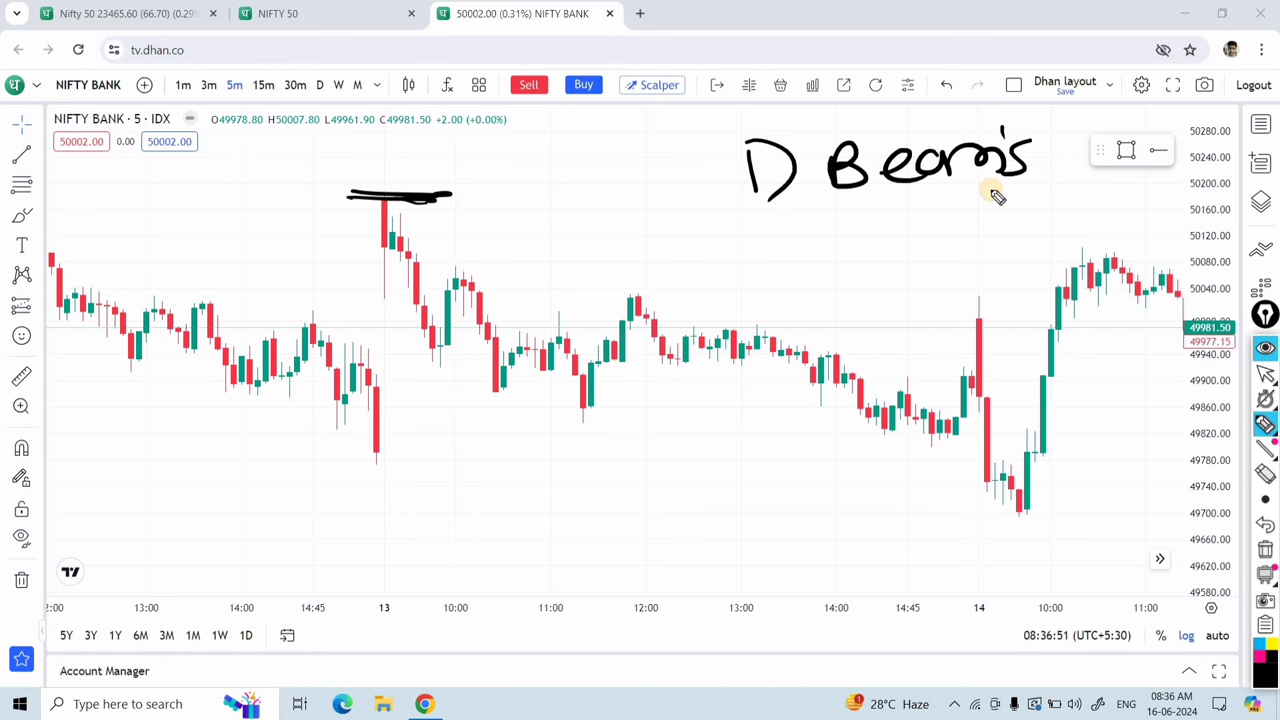 Nifty 50 23465.60 (66.70) (0.29%
NIFTY 50
50002.00 (0.31%) NIFTY BANK
tv.dhan.co
NIFTY BANK 1m 3m 5m 15m 30m D W M Sell Buy Scalper Dhan Layouts Save Logout
NIFTY BANK · 5 · IDX O49978.80 H50007.80 L49961.90 C49981.50 +2.00 (+0.00%)
50002.00 0.00 50002.00
D Beam's
50280.00
50240.00
50200.00
50160.00
50120.00
50080.00
50040.00
49981.50
49977.15
49940.00
49900.00
49860.00
49820.00
49780.00
49740.00
49700.00
49660.00
49620.00
49580.00
2:00 13:00 14:00 14:45 13 10:00 11:00 12:00 13:00 14:00 14:45 14 10:00 11:00
5Y 3Y 1Y 6M 3M 1M 1W 1D 08:36:51 (UTC+5:30) % log auto
Account Manager
Type here to search 28°C Haze ENG 08:36 AM
16-06-2024